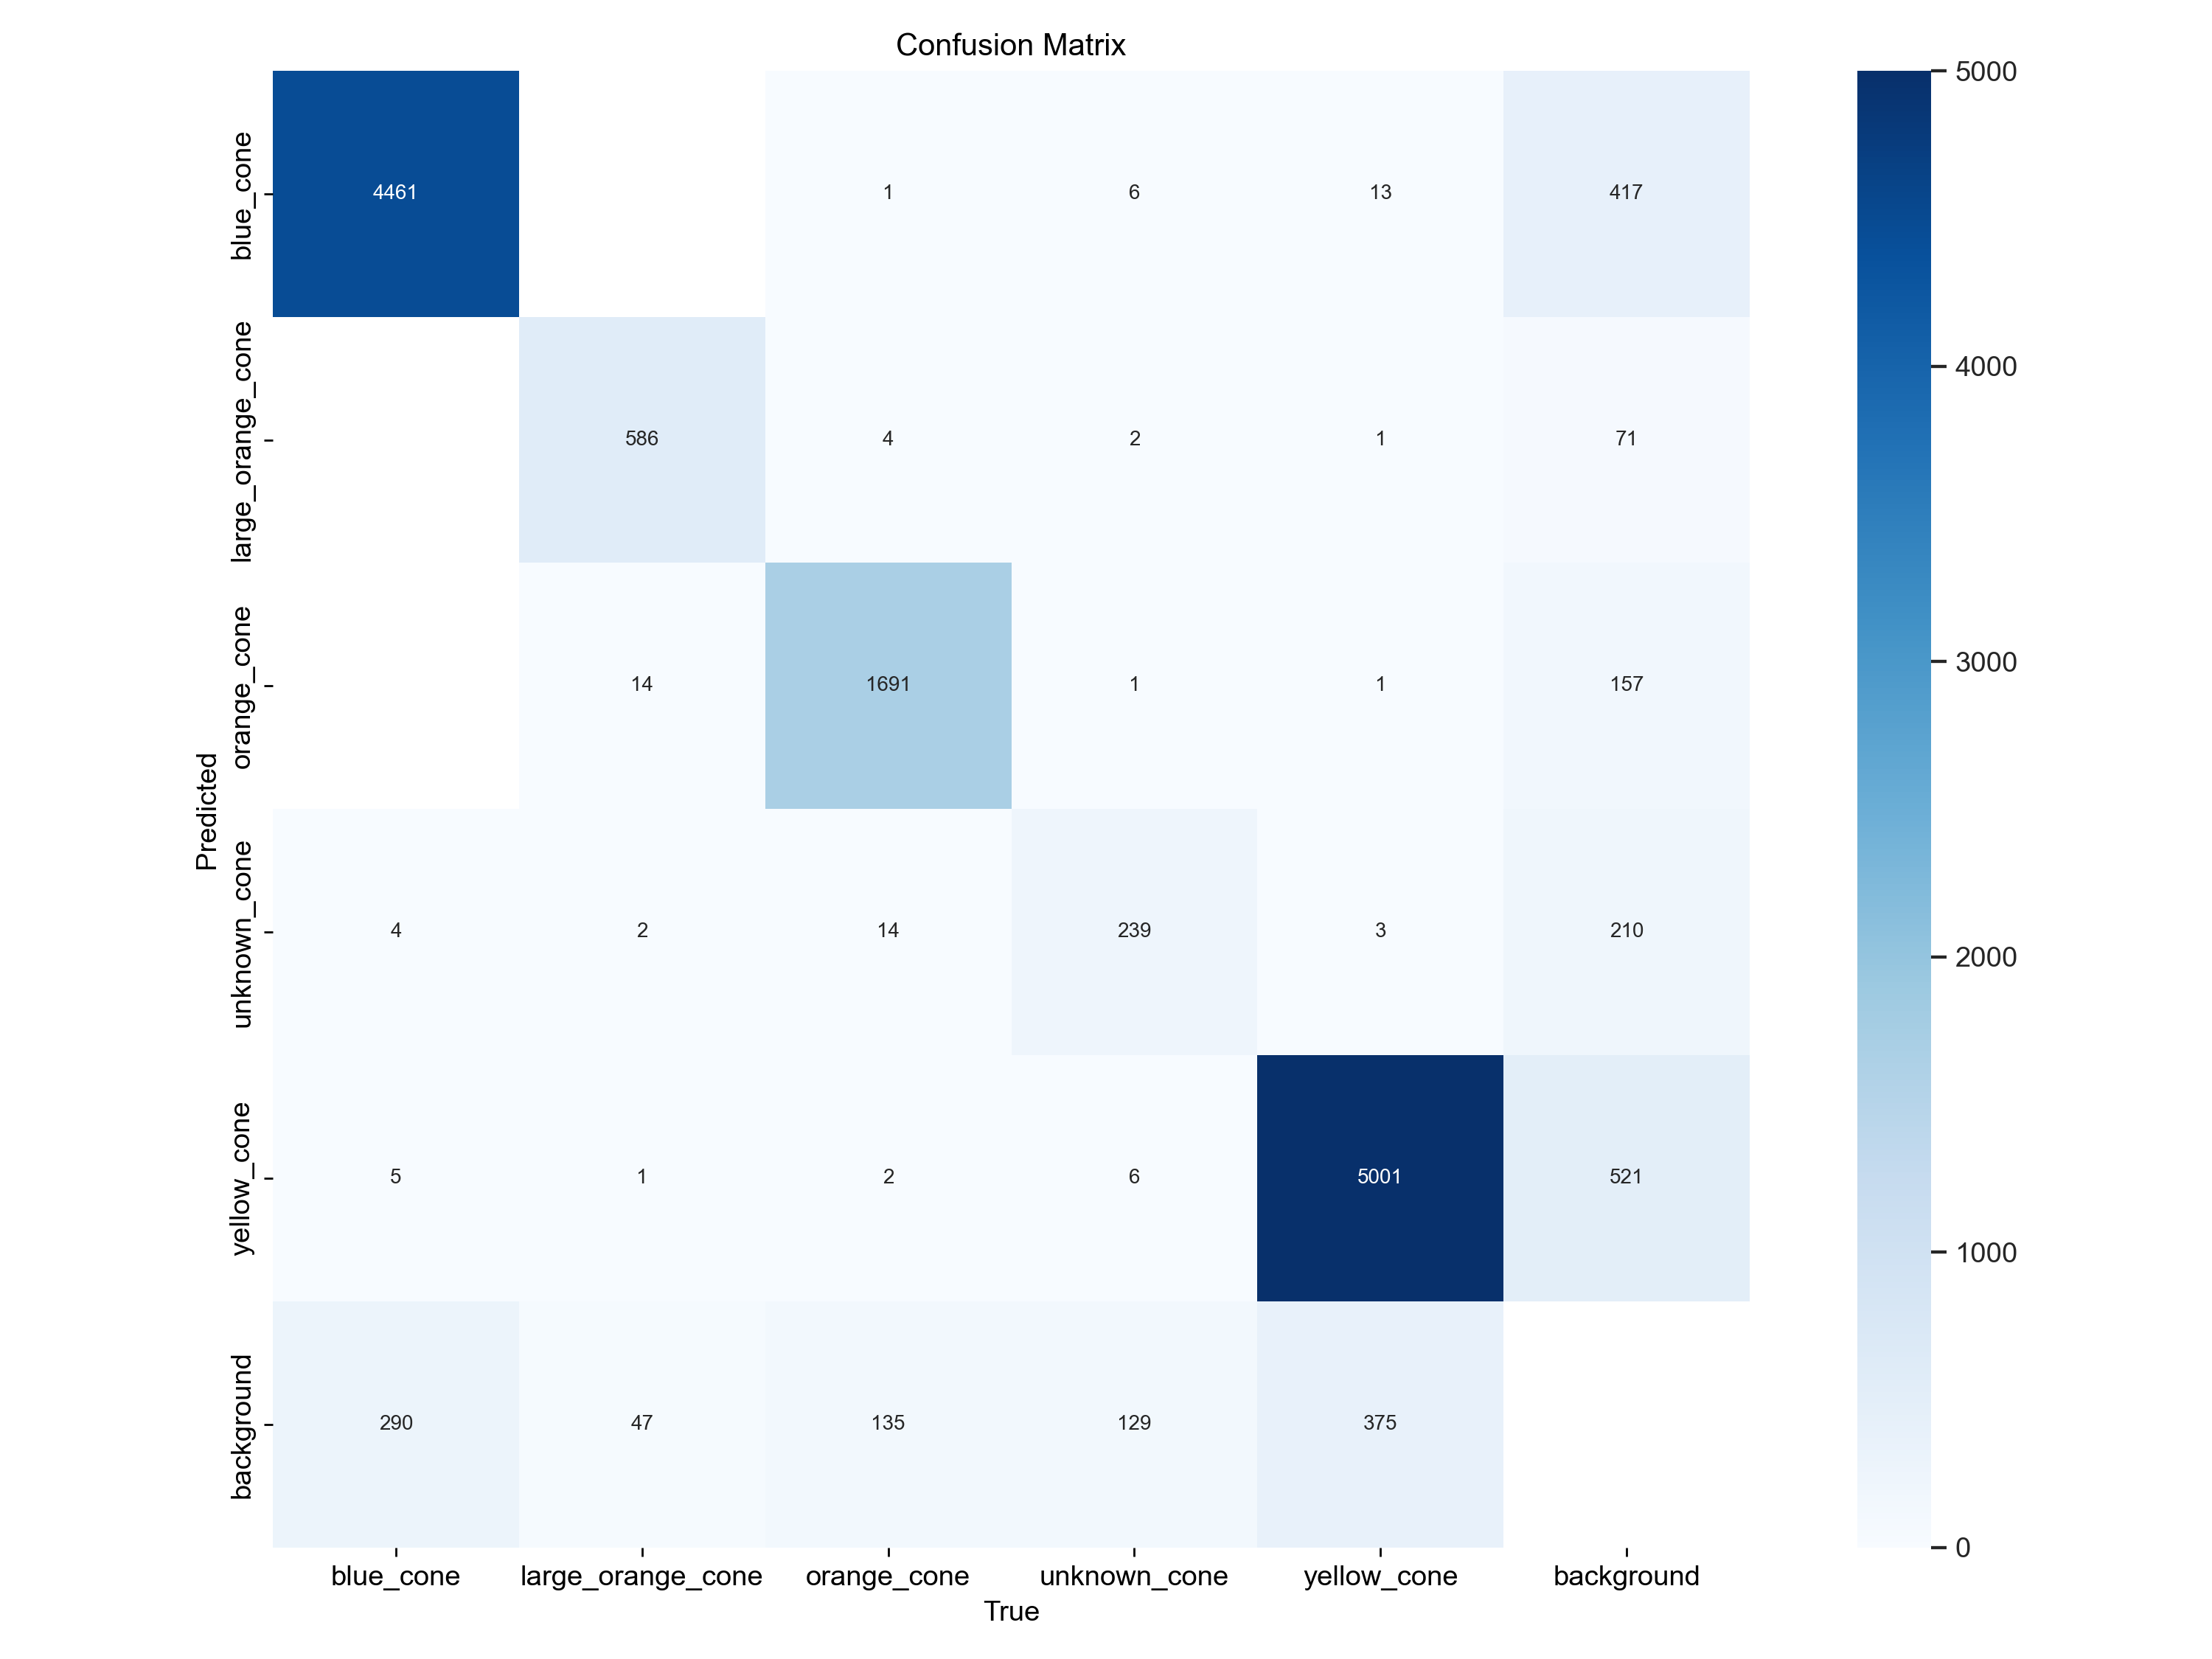 Confusion Matrix
blue_cone 4461 1 6 13 417
large_orange_cone 586 4 2 1 71
orange_cone 14 1691 1 1 157
unknown_cone 4 2 14 239 3 210
yellow_cone 5 1 2 6 5001 521
background 290 47 135 129 375
Predicted
blue_cone large_orange_cone orange_cone unknown_cone yellow_cone background
True
5000
4000
3000
2000
1000
0